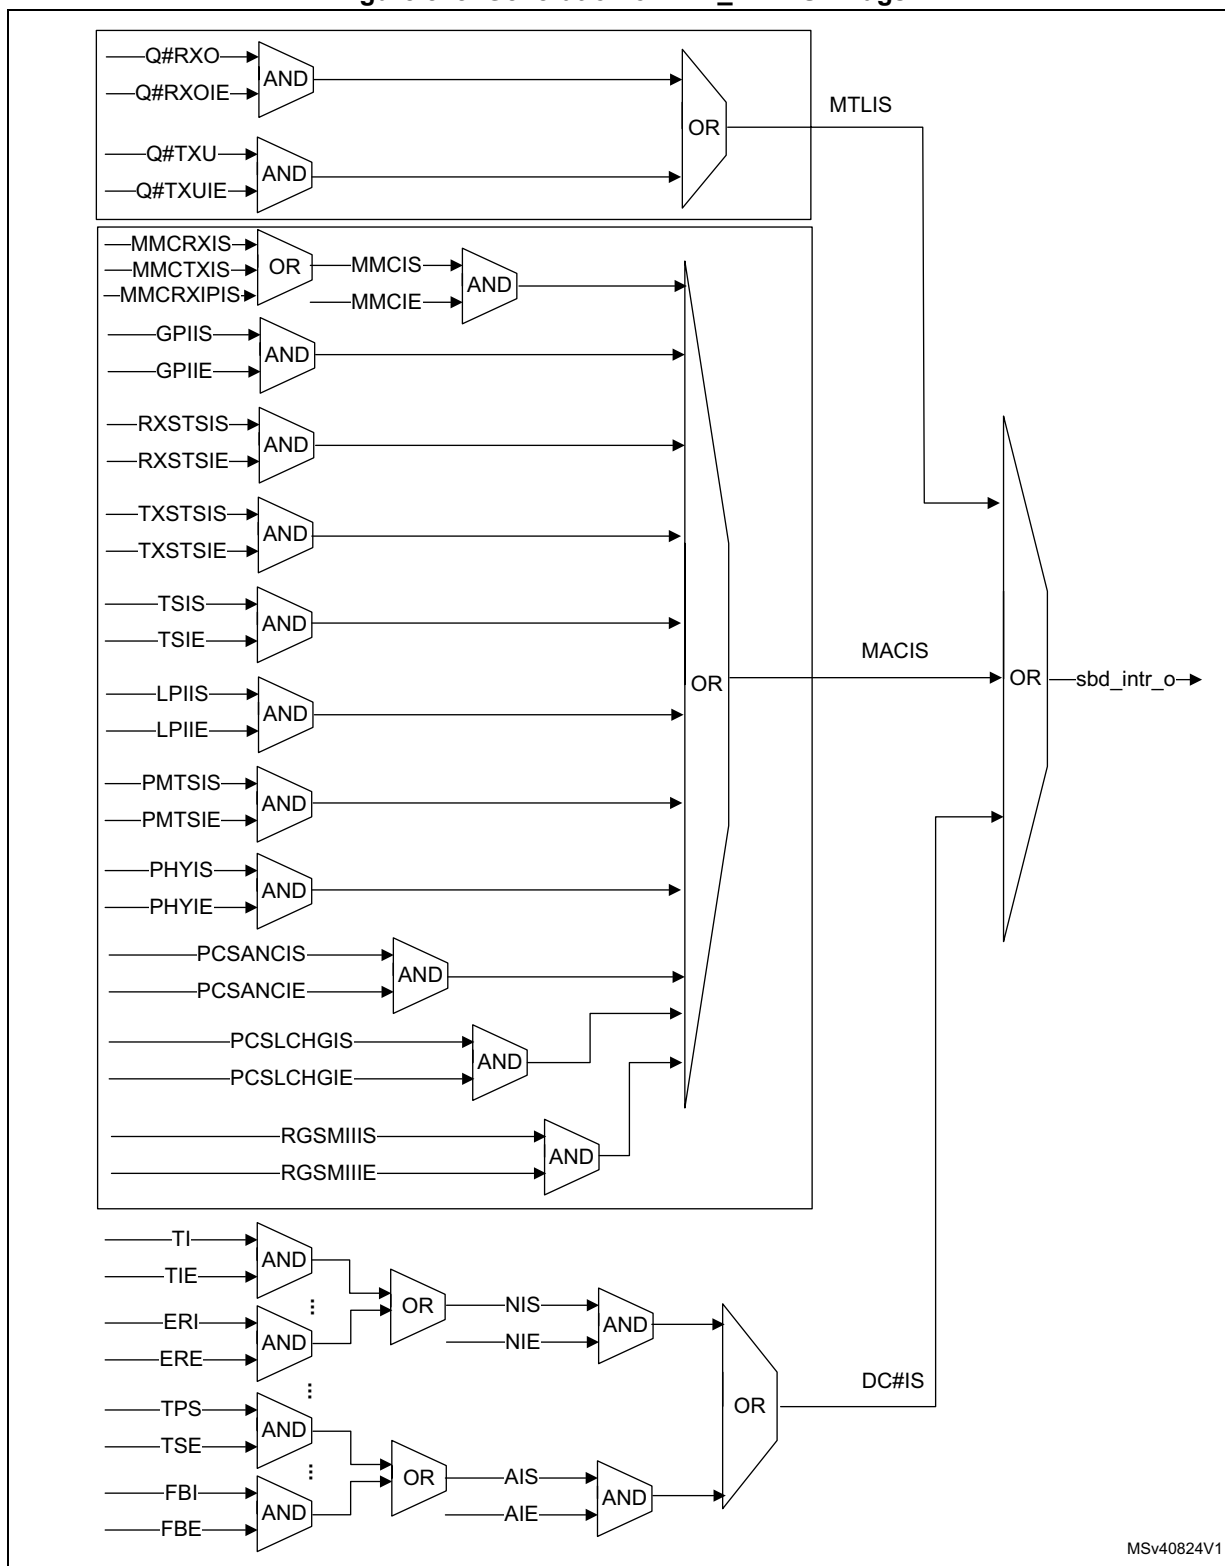 Q#RXO
AND
Q#RXOIE
OR
MTLIS
Q#TXU
AND
Q#TXUIE
MMCRXIS
MMCTXIS
MMCRXIPIS
OR
MMCIS
MMCIE
AND
GPIIS
AND
GPIIE
RXSTSIS
AND
RXSTSIE
TXSTSIS
AND
TXSTSIE
TSIS
AND
TSIE
LPIIS
AND
LPIIE
OR
MACIS
OR
sbd_intr_o
PMTSIS
AND
PMTSIE
PHYIS
AND
PHYIE
PCSANCIS
AND
PCSANCIE
PCSLCHGIS
AND
PCSLCHGIE
RGSMIIIS
AND
RGSMIIIE
TI
AND
TIE
...
ERI
AND
ERE
OR
NIS
NIE
AND
...
TPS
AND
TSE
...
FBI
AND
FBE
OR
AIS
AIE
AND
OR
DC#IS
MSv40824V1